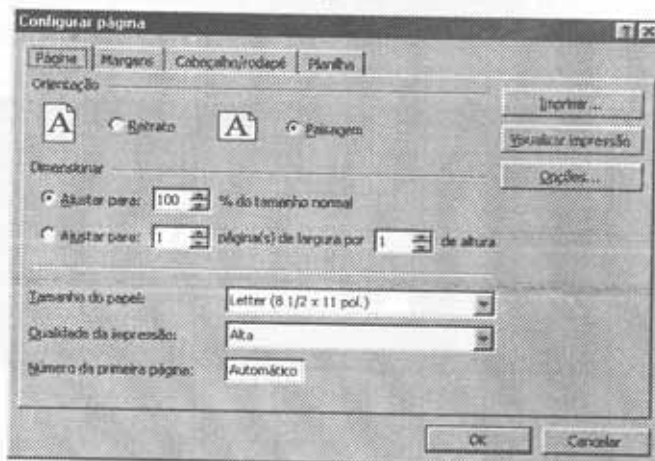 Configurar página
Página Margens Cabeçalho/rodapé Planilha
Orientação
A Retrato A Paisagem
Imprimir...
Visualizar impressão
Opções...
Dimensionar
Ajustar para: 100 % do tamanho normal
Ajustar para: 1 página(s) de largura por 1 de altura
Tamanho do papel: Letter (8 1/2 x 11 pol.)
Qualidade da impressão: Alta
Número da primeira página: Automático
OK Cancelar